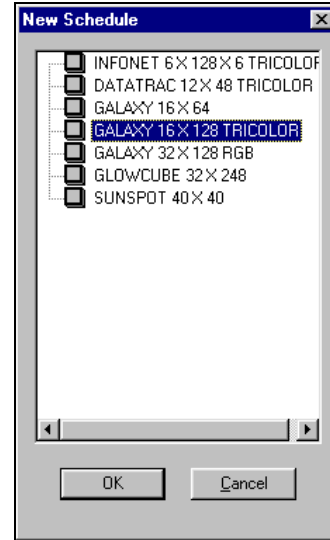 New Schedule
INFONET 6 X 128 X 6 TRICOLOR
DATATRAC 12 X 48 TRICOLOR
GALAXY 16 X 64
GALAXY 16 X 128 TRICOLOR
GALAXY 32 X 128 RGB
GLOWCUBE 32 X 248
SUNSPOT 40 X 40
OK
Cancel